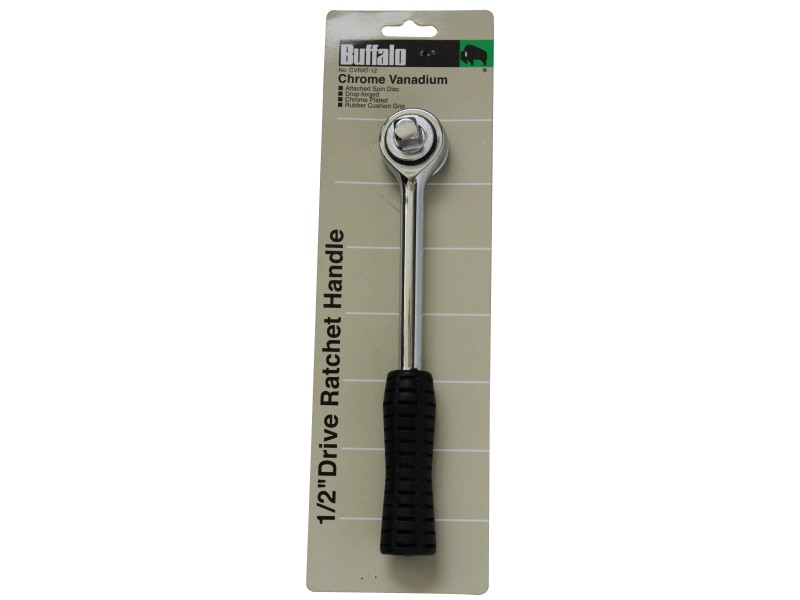 Buffalo
No. CVRAT-12
Chrome Vanadium
Attached Spin Disc
Drop-forged
Chrome Plated
Rubber Cushion Grip
1/2" Drive Ratchet Handle